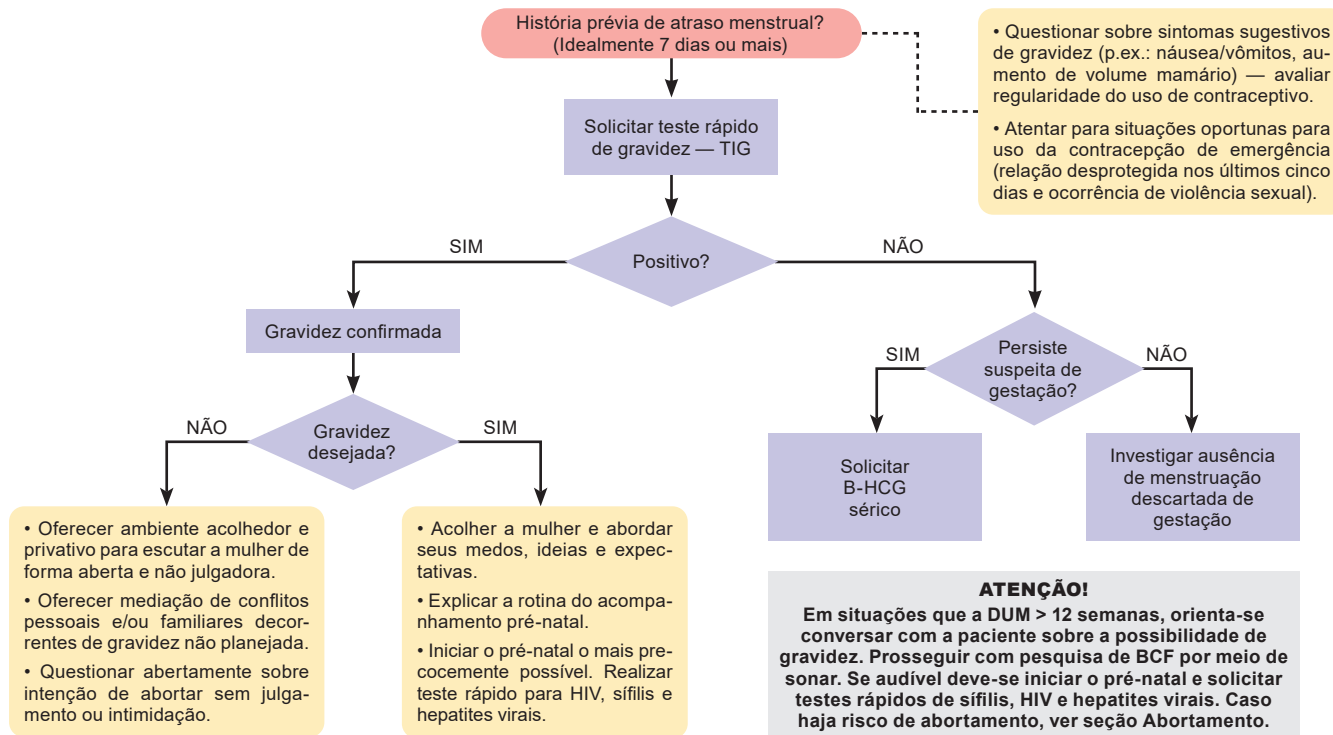 História prévia de atraso menstrual?
(Idealmente 7 dias ou mais)
• Questionar sobre sintomas sugestivos
de gravidez (p.ex.: náusea/vômitos, au-
mento de volume mamário) — avaliar
regularidade do uso de contraceptivo.
• Atentar para situações oportunas para
uso da contracepção de emergência
(relação desprotegida nos últimos cinco
dias e ocorrência de violência sexual).
Solicitar teste rápido
de gravidez — TIG
Positivo?
SIM
NÃO
Gravidez confirmada
Persiste
suspeita de
gestação?
SIM
NÃO
Gravidez
desejada?
NÃO
SIM
Solicitar
B-HCG
sérico
Investigar ausência
de menstruação
descartada de
gestação
• Oferecer ambiente acolhedor e
privativo para escutar a mulher de
forma aberta e não julgadora.
• Oferecer mediação de conflitos
pessoais e/ou familiares decor-
rentes de gravidez não planejada.
• Questionar abertamente sobre
intenção de abortar sem julga-
mento ou intimidação.
• Acolher a mulher e abordar
seus medos, ideias e expec-
tativas.
• Explicar a rotina do acompa-
nhamento pré-natal.
• Iniciar o pré-natal o mais pre-
cocemente possível. Realizar
teste rápido para HIV, sífilis e
hepatites virais.
ATENÇÃO!
Em situações que a DUM > 12 semanas, orienta-se
conversar com a paciente sobre a possibilidade de
gravidez. Prosseguir com pesquisa de BCF por meio de
sonar. Se audível deve-se iniciar o pré-natal e solicitar
testes rápidos de sífilis, HIV e hepatites virais. Caso
haja risco de abortamento, ver seção Abortamento.